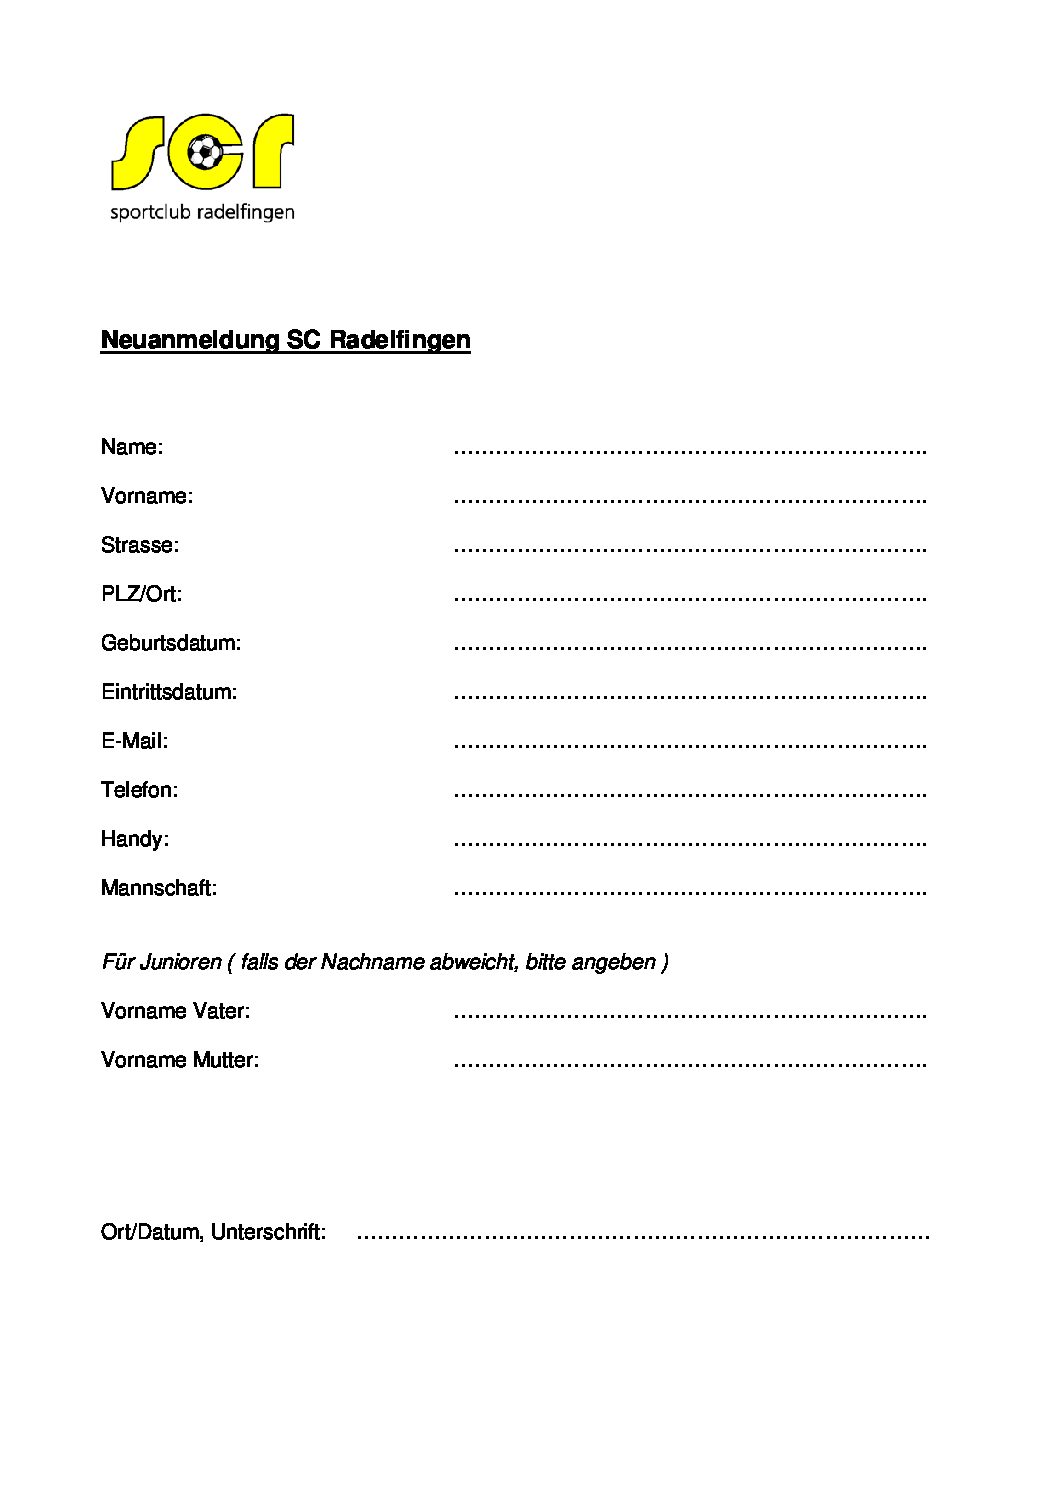 scr
sportclub radelfingen
Neuanmeldung SC Radelfingen
Name: ………………………………………………………….
Vorname: ………………………………………………………….
Strasse: ………………………………………………………….
PLZ/Ort: ………………………………………………………….
Geburtsdatum: ………………………………………………………….
Eintrittsdatum: ………………………………………………………….
E-Mail: ………………………………………………………….
Telefon: ………………………………………………………….
Handy: ………………………………………………………….
Mannschaft: ………………………………………………………….
Für Junioren ( falls der Nachname abweicht, bitte angeben )
Vorname Vater: ………………………………………………………….
Vorname Mutter: ………………………………………………………….
Ort/Datum, Unterschrift: ………………………………………………………………………